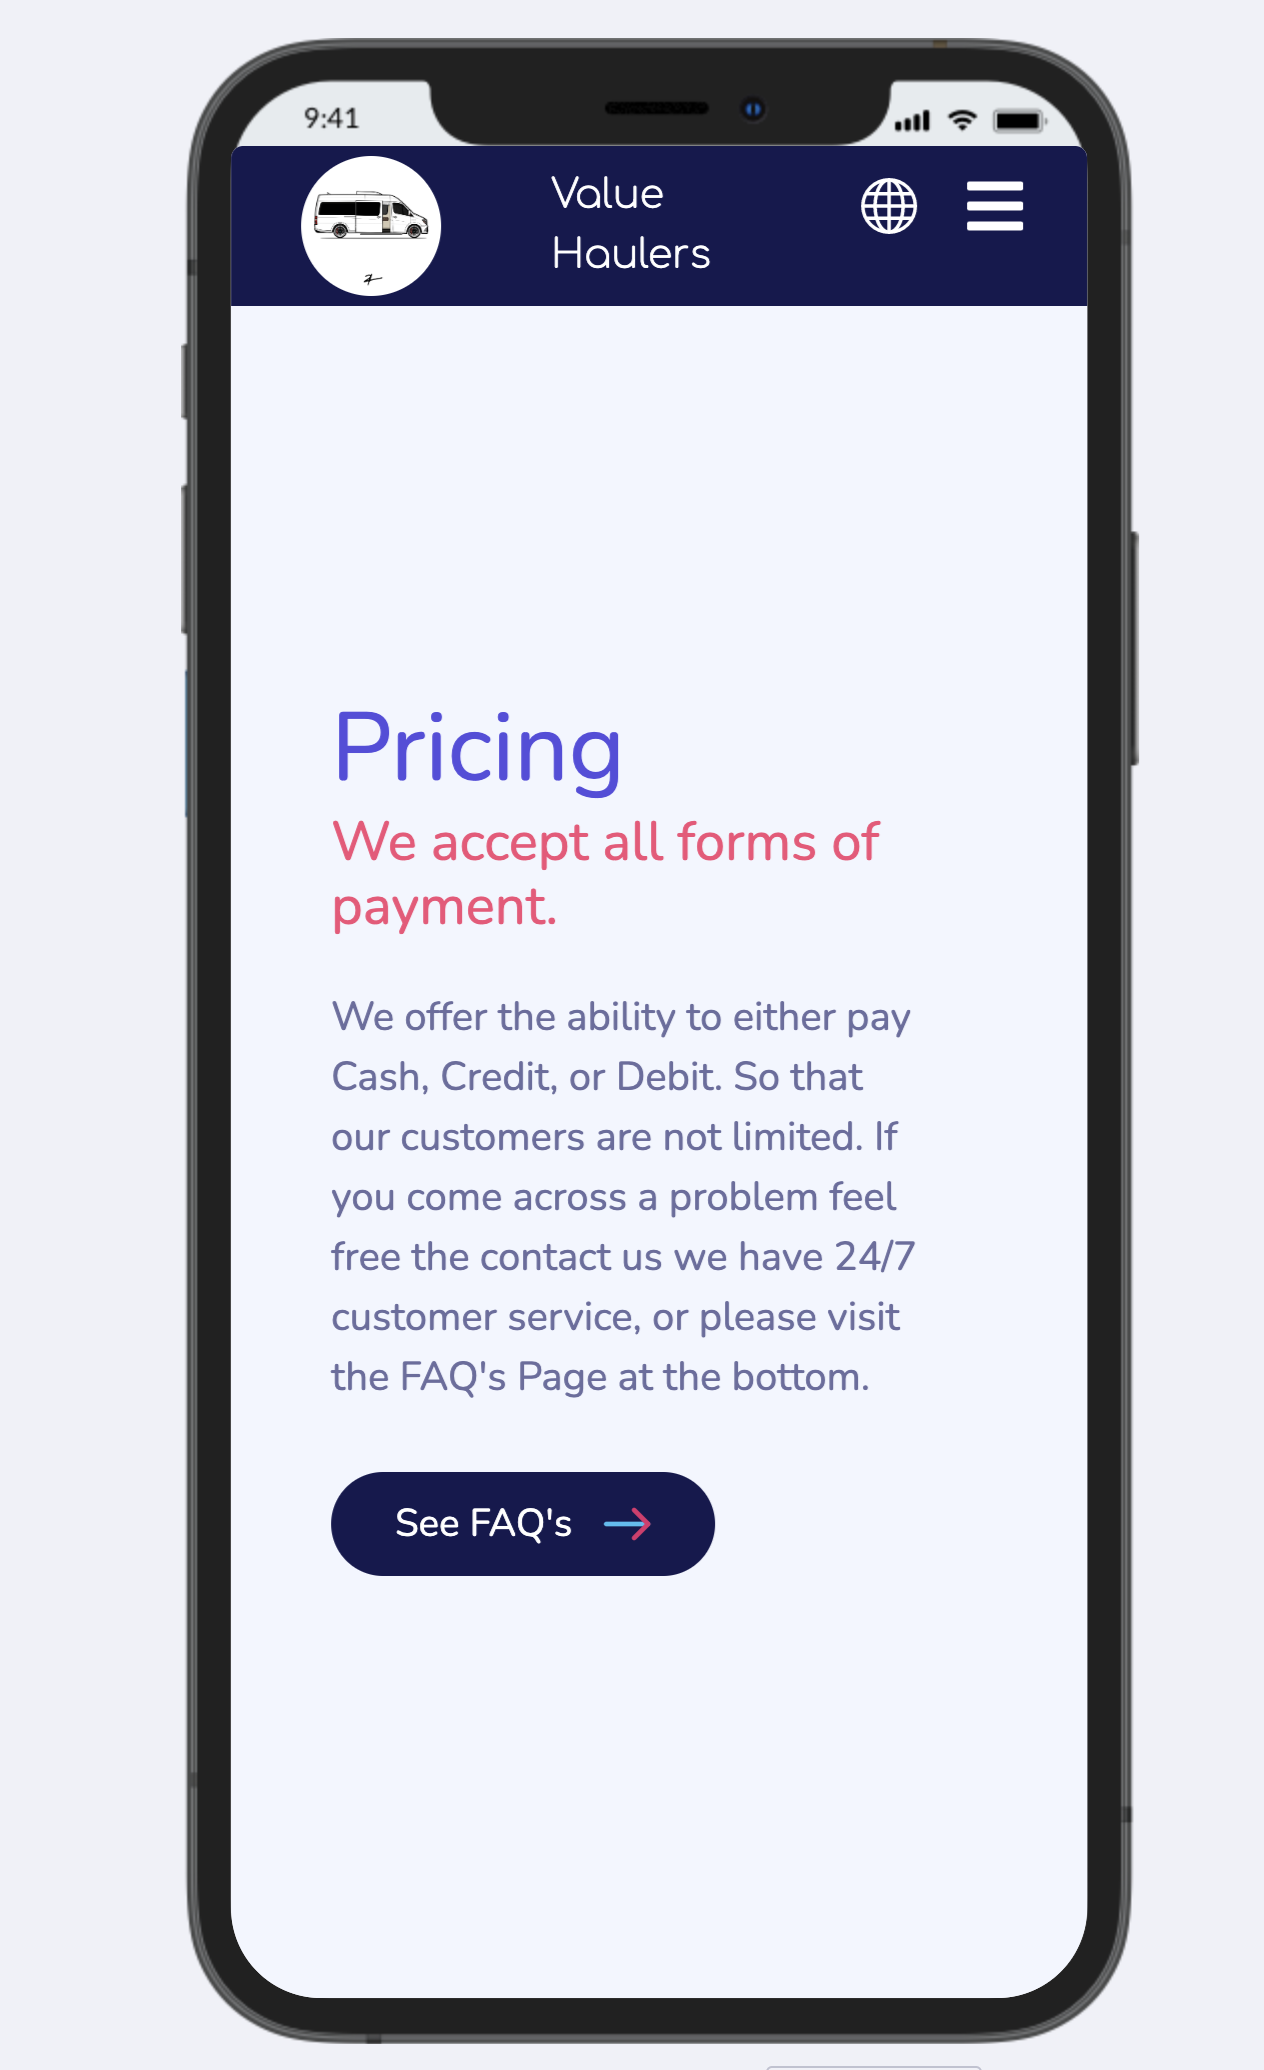 9:41
Value
Haulers
Pricing
We accept all forms of
payment.
We offer the ability to either pay
Cash, Credit, or Debit. So that
our customers are not limited. If
you come across a problem feel
free the contact us we have 24/7
customer service, or please visit
the FAQ's Page at the bottom.
See FAQ's